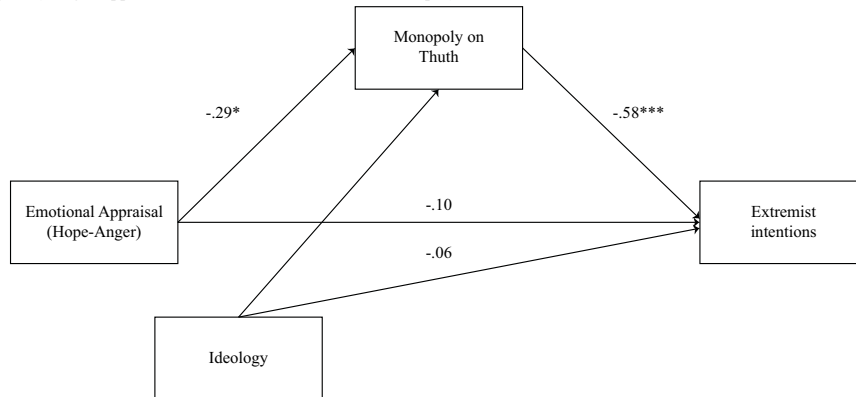 Monopoly on
Thuth
-.29*
-.58***
Emotional Appraisal
(Hope-Anger)
-.10
Extremist
intentions
-.06
Ideology